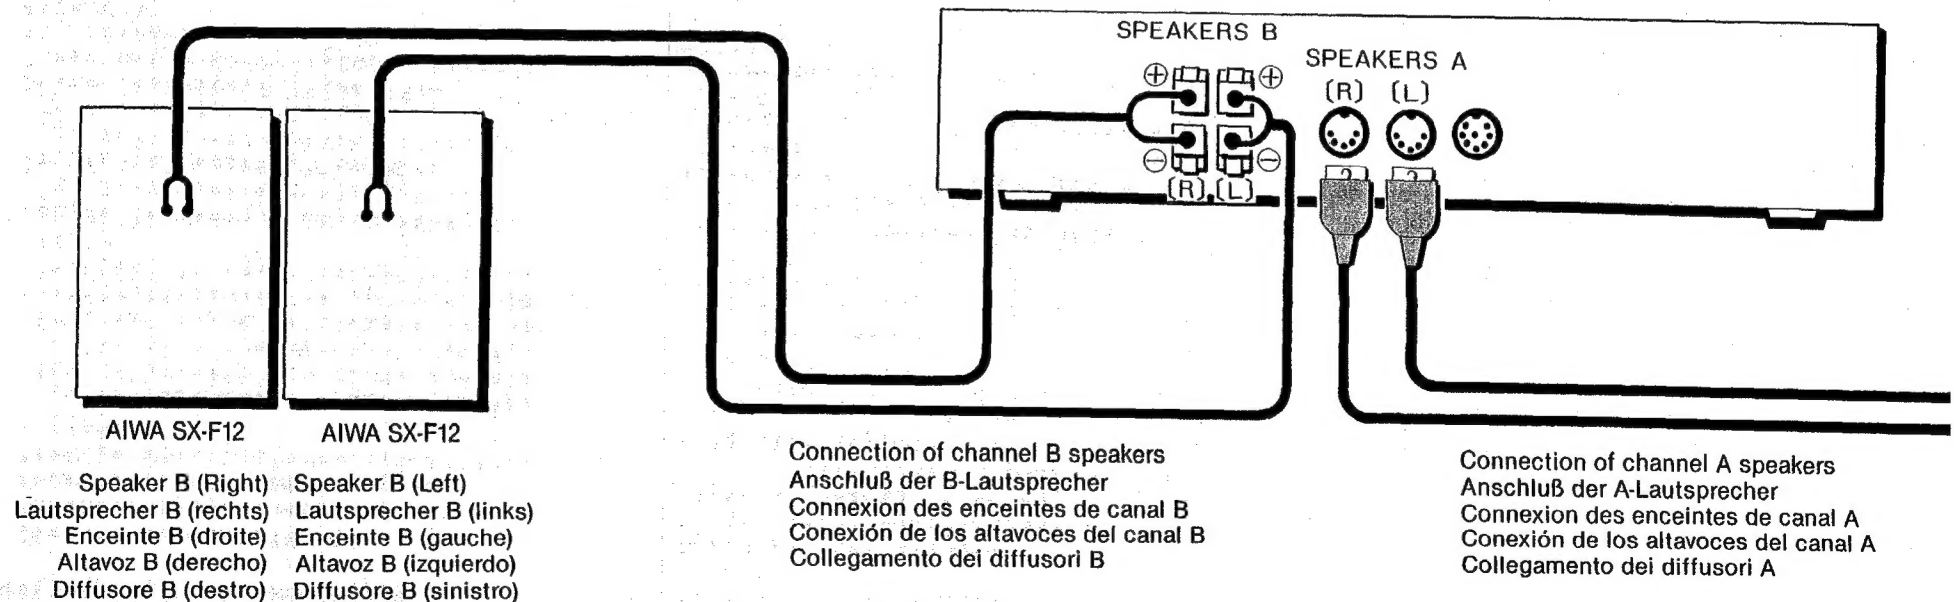 SPEAKERS B
SPEAKERS A
(R) (L)
⊕ ⊕
⊖ ⊖
(R) (L)
AIWA SX-F12
AIWA SX-F12
Speaker B (Right)
Lautsprecher B (rechts)
Enceinte B (droite)
Altavoz B (derecho)
Diffusore B (destro)
Speaker B (Left)
Lautsprecher B (links)
Enceinte B (gauche)
Altavoz B (izquierdo)
Diffusore B (sinistro)
Connection of channel B speakers
Anschluß der B-Lautsprecher
Connexion des enceintes de canal B
Conexión de los altavoces del canal B
Collegamento dei diffusori B
Connection of channel A speakers
Anschluß der A-Lautsprecher
Connexion des enceintes de canal A
Conexión de los altavoces del canal A
Collegamento dei diffusori A